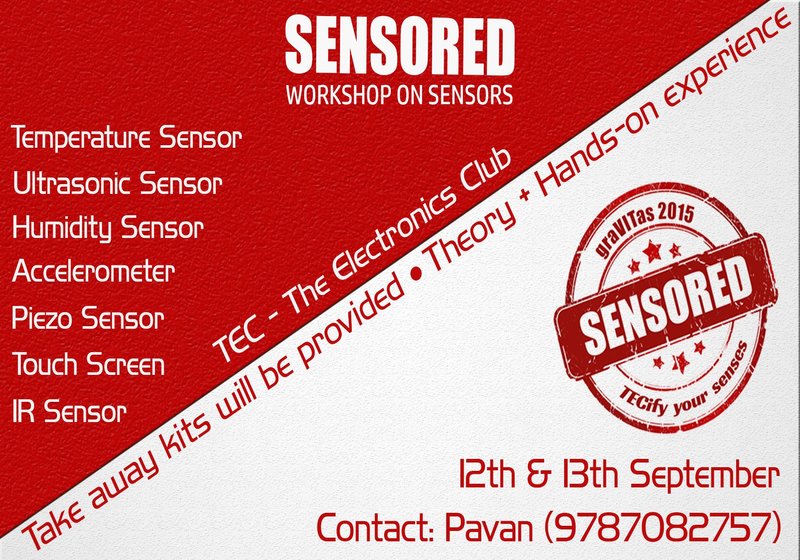 SENSORED
WORKSHOP ON SENSORS
Temperature Sensor
Ultrasonic Sensor
Humidity Sensor
Accelerometer
Piezo Sensor
Touch Screen
IR Sensor
TEC - The Electronics Club
Take away kits will be provided • Theory + Hands-on experience
graVITas 2015
SENSORED
TECify your senses
12th & 13th September
Contact: Pavan (9787082757)